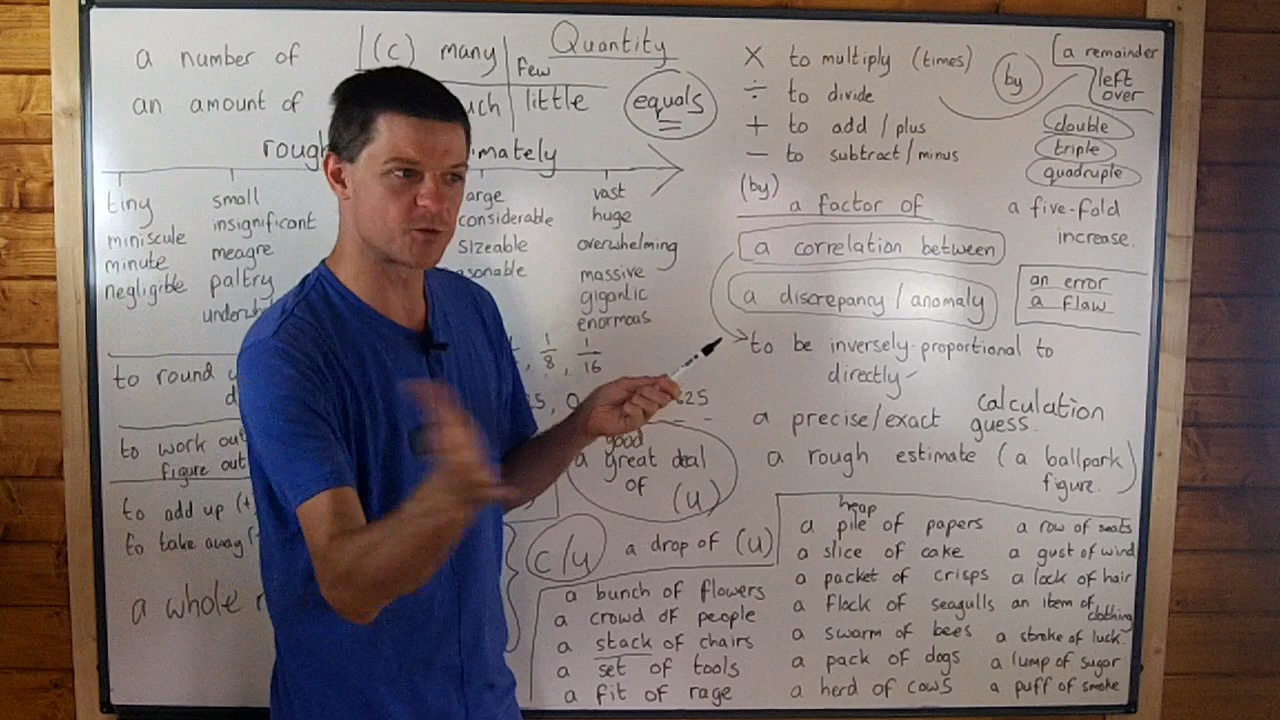 Quantity
a number of (c) many few
an amount of little equals
tiny
miniscule
minute
negligible
small
insignificant
meagre
paltry
considerable
sizeable
vast
huge
overwhelming
massive
gigantic
enormous
to round
1/8, 1/16
to work out
figure out
to add up (+
to take away (-
a whole
good
a great deal
of (u)
c/u a drop of (u)
a bunch of flowers
a crowd of people
a stack of chairs
a set of tools
a fit of rage
× to multiply (times)
÷ to divide
+ to add / plus
− to subtract / minus
by
a remainder
left
over
double
triple
quadruple
(by)
a factor of
a five-fold
increase.
a correlation between
a discrepancy / anomaly
an error
a flaw
to be inversely proportional to
directly
a precise/exact calculation
guess.
a rough estimate (a ballpark
figure.)
heap
a pile of papers
a slice of cake
a packet of crisps
a flock of seagulls
a swarm of bees
a pack of dogs
a herd of cows
a row of seats
a gust of wind
a lock of hair
an item of clothing
a stroke of luck.
a lump of sugar
a puff of smoke